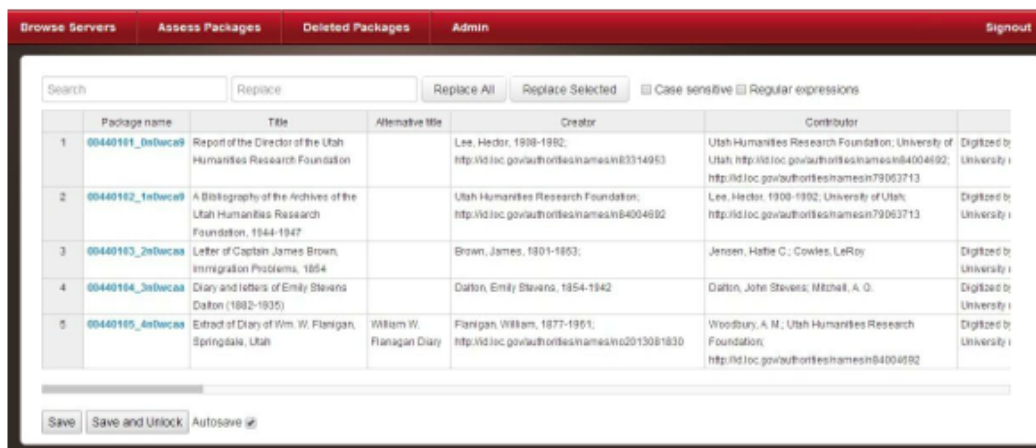 Browse Servers Assess Packages Deleted Packages Admin Signout
Search Replace Replace All Replace Selected Case sensitive Regular expressions
Package name Title Alternative title Creator Contributor
1 00440101_0n0wca9 Report of the Director of the Utah Lee, Hector, 1908-1992; Utah Humanities Research Foundation; University of Digitized by
Humanities Research Foundation http://id.loc.gov/authorities/names/n83314953 Utah; http://id.loc.gov/authorities/names/n84004692; University
http://id.loc.gov/authorities/names/n79063713
2 00440102_1n0wca9 A Bibliography of the Archives of the Utah Humanities Research Foundation; Lee, Hector, 1908-1992; University of Utah; Digitized by
Utah Humanities Research http://id.loc.gov/authorities/names/n84004692 http://id.loc.gov/authorities/names/n79063713 University
Foundation, 1944-1947
3 00440103_2n0wcaa Letter of Captain James Brown, Brown, James, 1801-1863; Jensen, Hattie C.; Cowles, LeRoy Digitized by
Immigration Problems, 1854 University
4 00440104_3n0wcaa Diary and letters of Emily Stevens Dalton, Emily Stevens, 1854-1942 Dalton, John Stevens; Mitchell, A. O. Digitized by
Dalton (1882-1935) University
5 00440105_4n0wcaa Extract of Diary of Wm. W. Flanigan, William W. Flanigan, William, 1877-1961; Woodbury, A. M.; Utah Humanities Research Digitized by
Springdale, Utah Flanagan Diary http://id.loc.gov/authorities/names/no2013081830 Foundation; University
http://id.loc.gov/authorities/names/n84004692
Save Save and Unlock Autosave